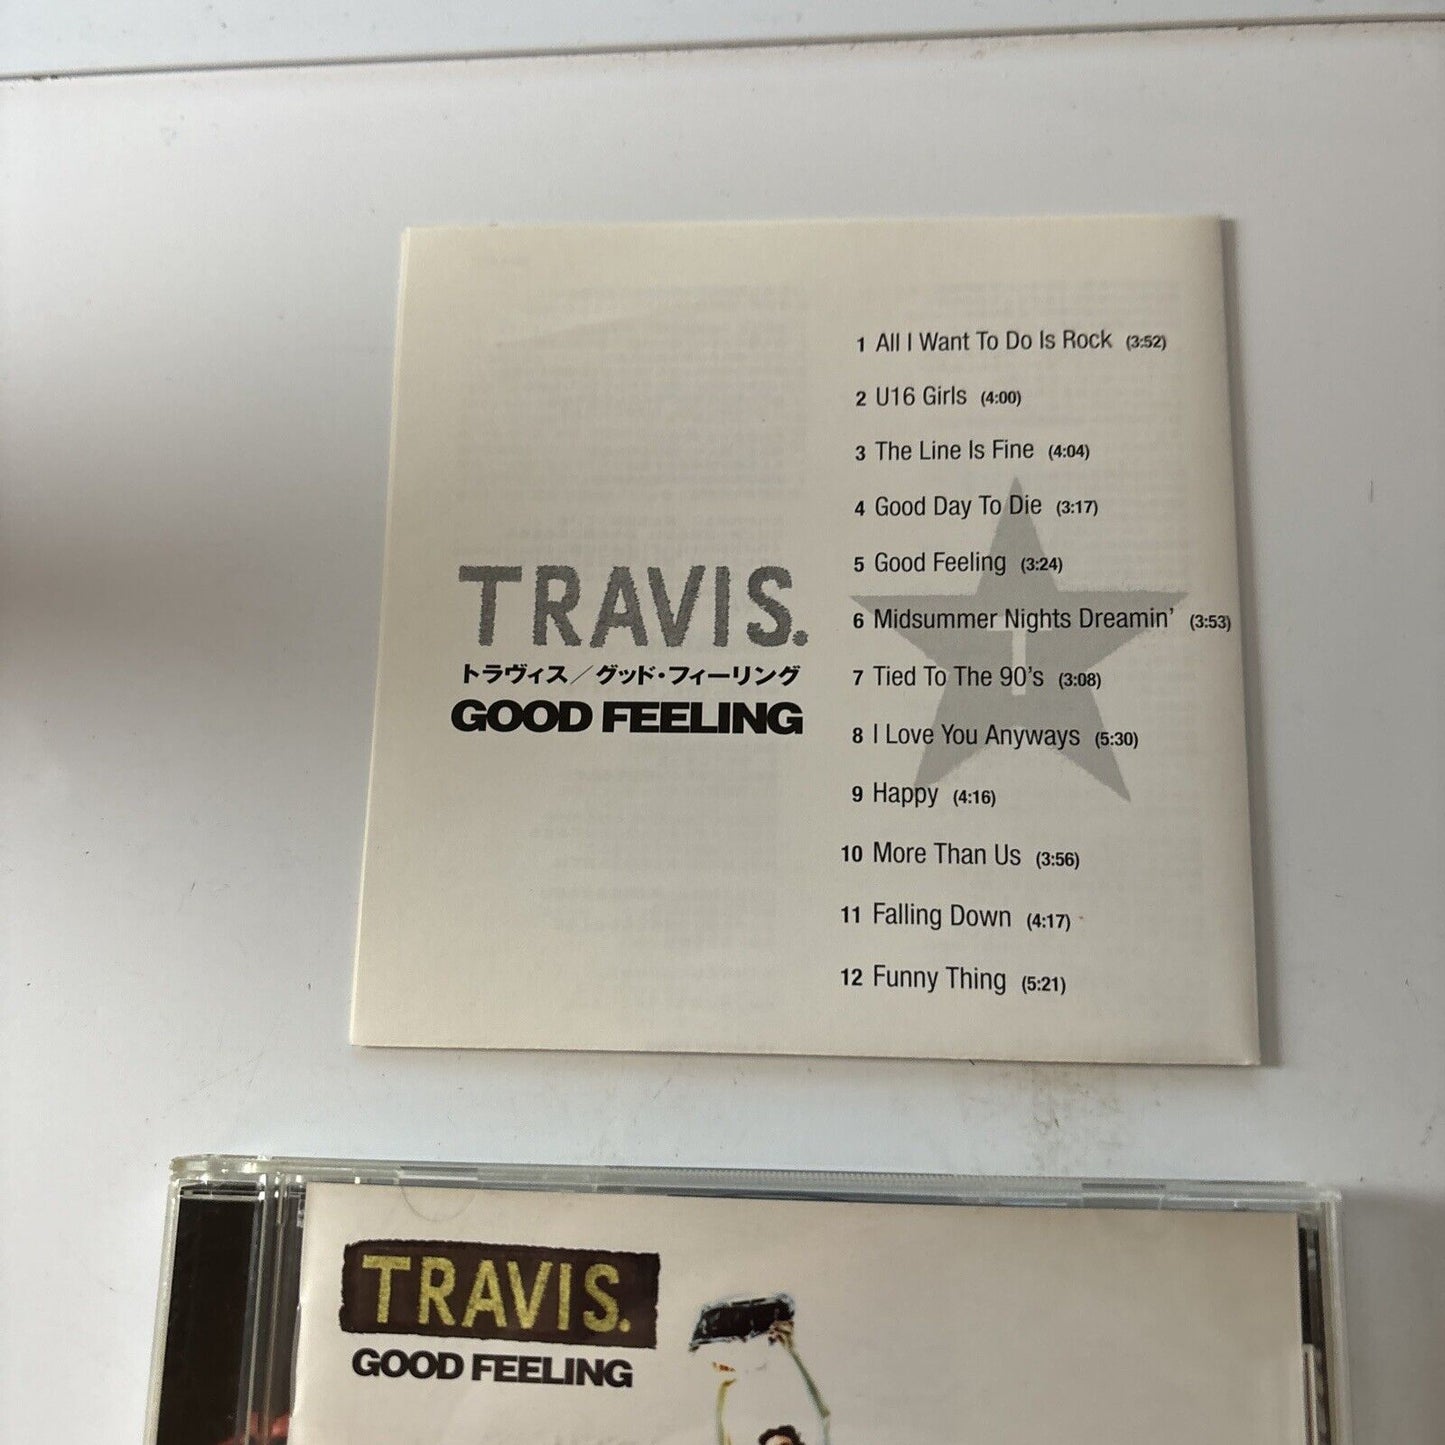 TRAVIS.
トラヴィス／グッド・フィーリング
GOOD FEELING
1 All I Want To Do Is Rock (3:52)
2 U16 Girls (4:00)
3 The Line Is Fine (4:04)
4 Good Day To Die (3:17)
5 Good Feeling (3:24)
6 Midsummer Nights Dreamin' (3:53)
7 Tied To The 90's (3:08)
8 I Love You Anyways (5:30)
9 Happy (4:16)
10 More Than Us (3:56)
11 Falling Down (4:17)
12 Funny Thing (5:21)
TRAVIS.
GOOD FEELING